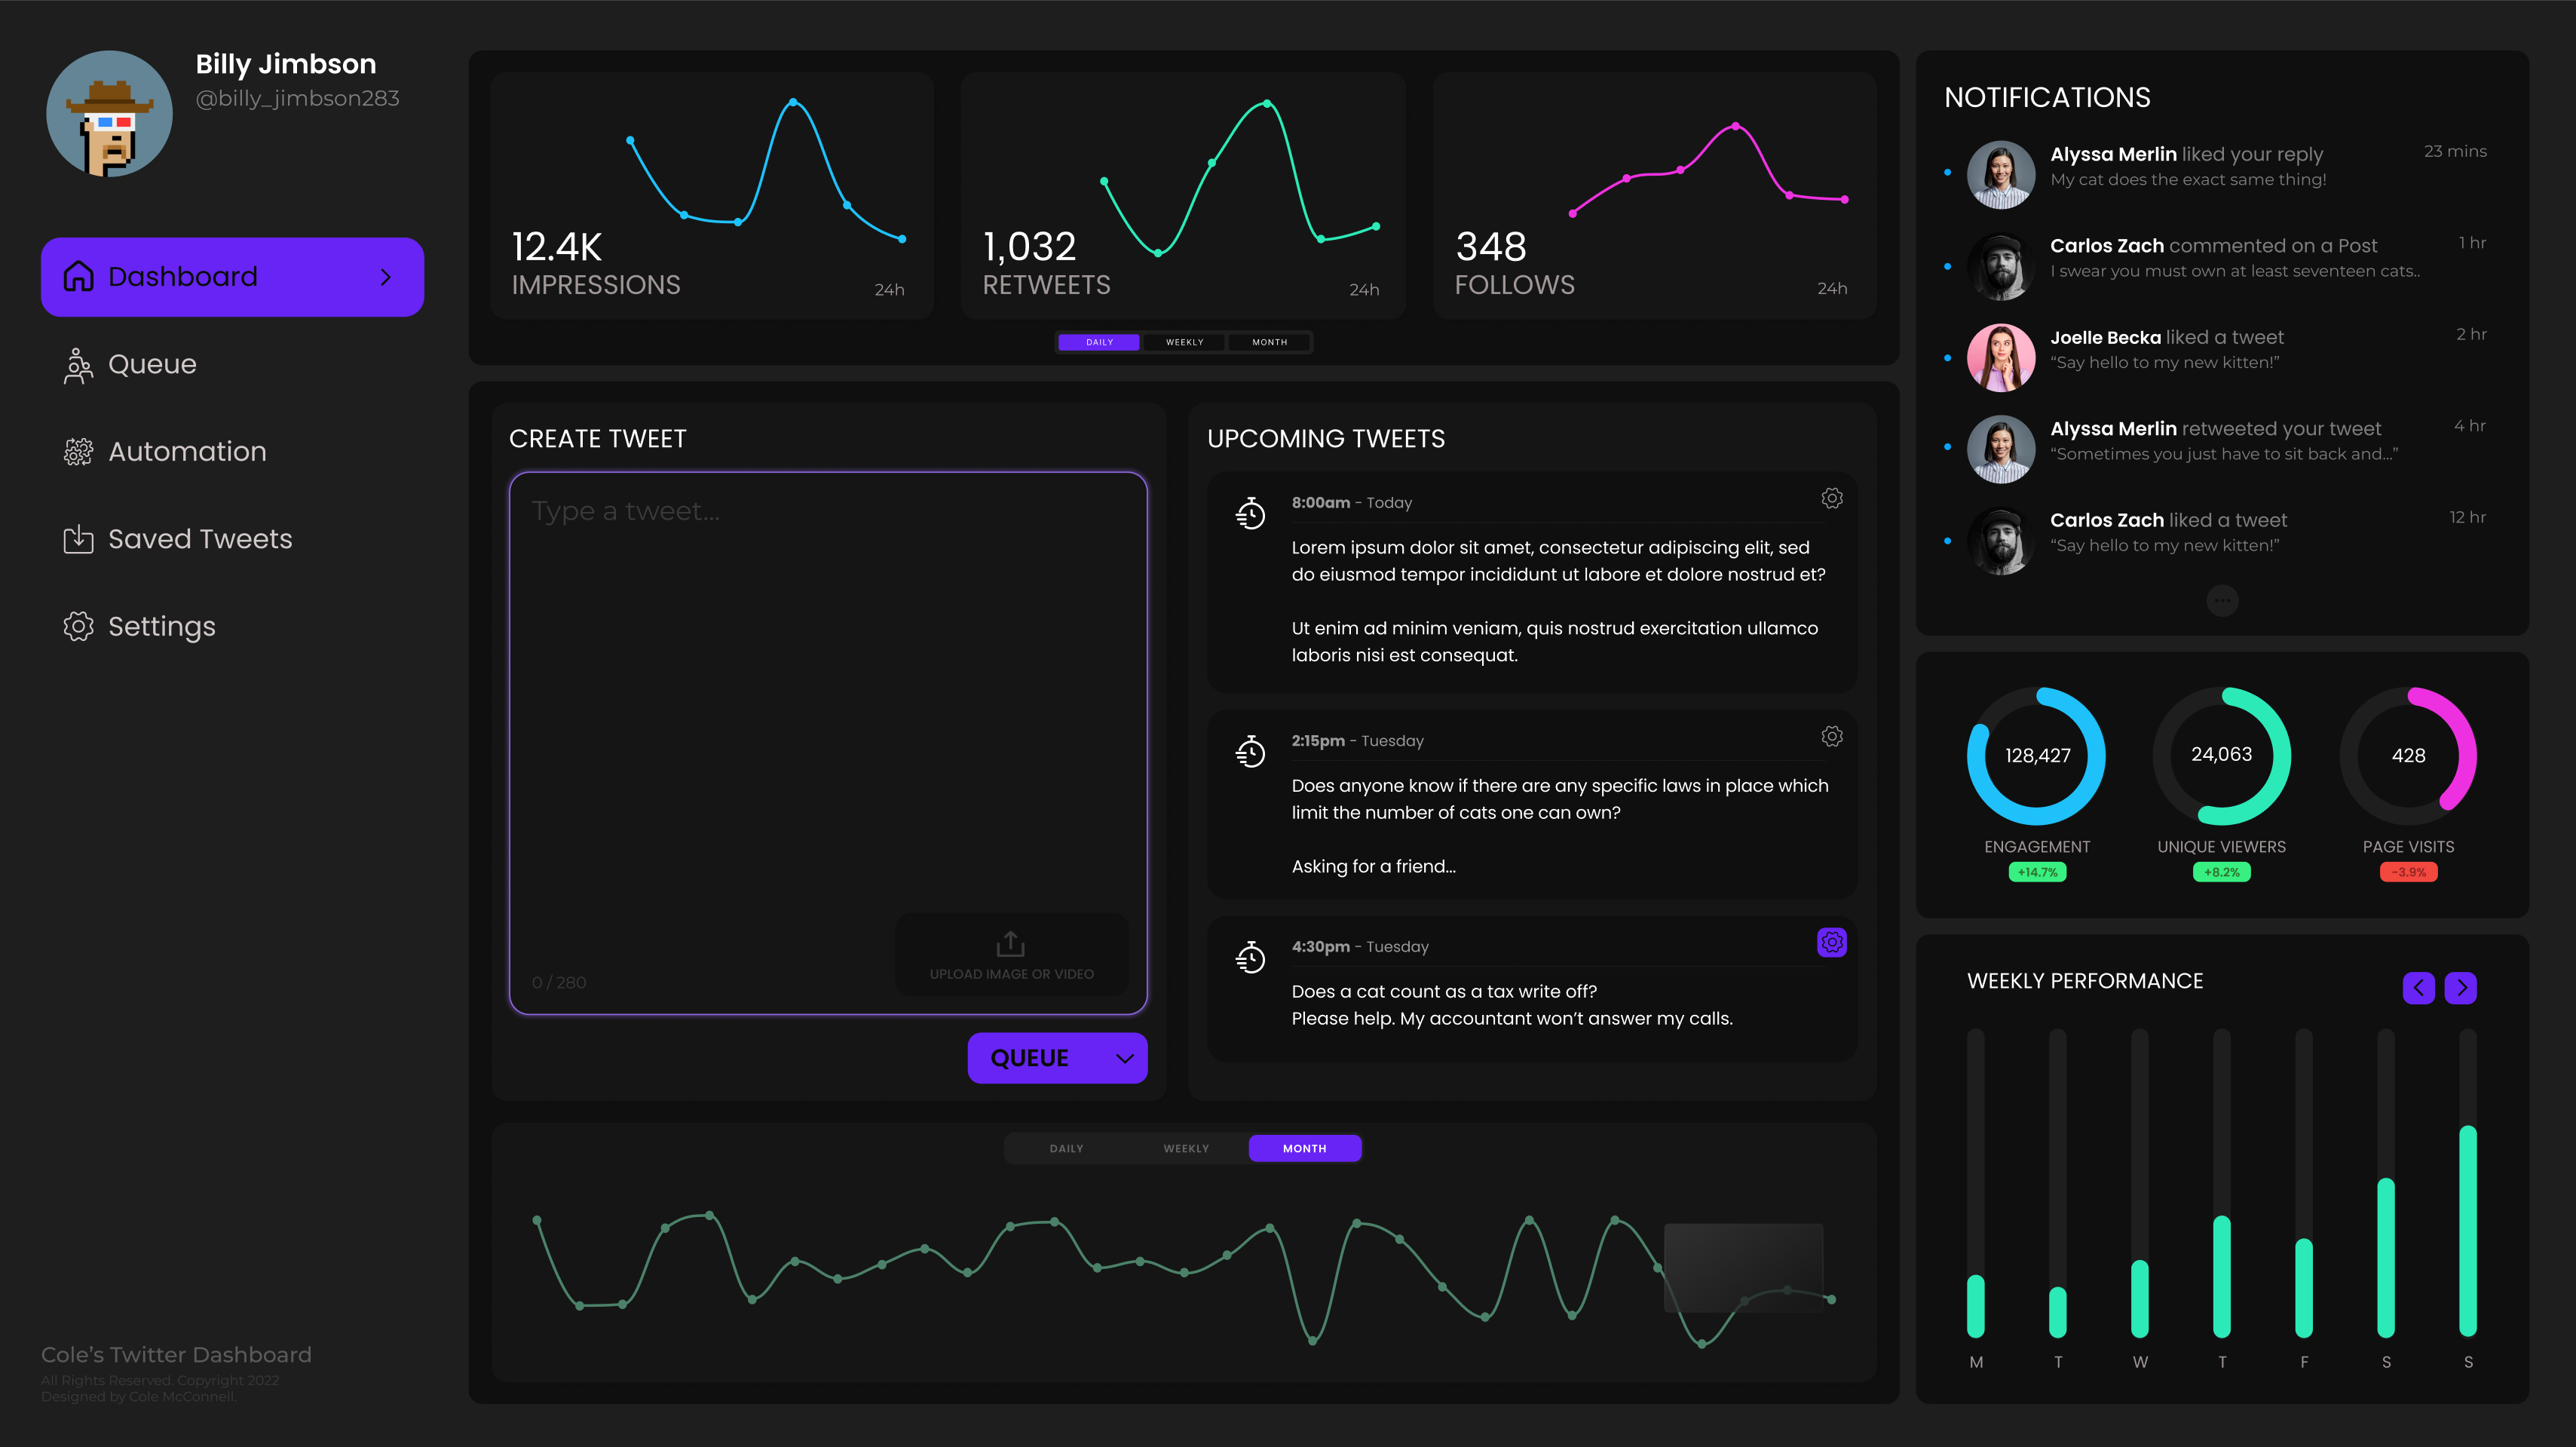 Billy Jimbson
@billy_jimbson283
Dashboard
Queue
Automation
Saved Tweets
Settings
Cole’s Twitter Dashboard
All Rights Reserved. Copyright 2022
Designed by Cole McConnell.
12.4K
IMPRESSIONS
24h
1,032
RETWEETS
24h
348
FOLLOWS
24h
DAILY
WEEKLY
MONTH
CREATE TWEET
Type a tweet...
0 / 280
UPLOAD IMAGE OR VIDEO
QUEUE
UPCOMING TWEETS
8:00am - Today
Lorem ipsum dolor sit amet, consectetur adipiscing elit, sed
do eiusmod tempor incididunt ut labore et dolore nostrud et?
Ut enim ad minim veniam, quis nostrud exercitation ullamco
laboris nisi est consequat.
2:15pm - Tuesday
Does anyone know if there are any specific laws in place which
limit the number of cats one can own?
Asking for a friend...
4:30pm - Tuesday
Does a cat count as a tax write off?
Please help. My accountant won’t answer my calls.
DAILY
WEEKLY
MONTH
NOTIFICATIONS
Alyssa Merlin liked your reply
23 mins
My cat does the exact same thing!
Carlos Zach commented on a Post
1 hr
I swear you must own at least seventeen cats..
Joelle Becka liked a tweet
2 hr
“Say hello to my new kitten!”
Alyssa Merlin retweeted your tweet
4 hr
“Sometimes you just have to sit back and...”
Carlos Zach liked a tweet
12 hr
“Say hello to my new kitten!”
128,427
ENGAGEMENT
+14.7%
24,063
UNIQUE VIEWERS
+8.2%
428
PAGE VISITS
-3.9%
WEEKLY PERFORMANCE
M
T
W
T
F
S
S